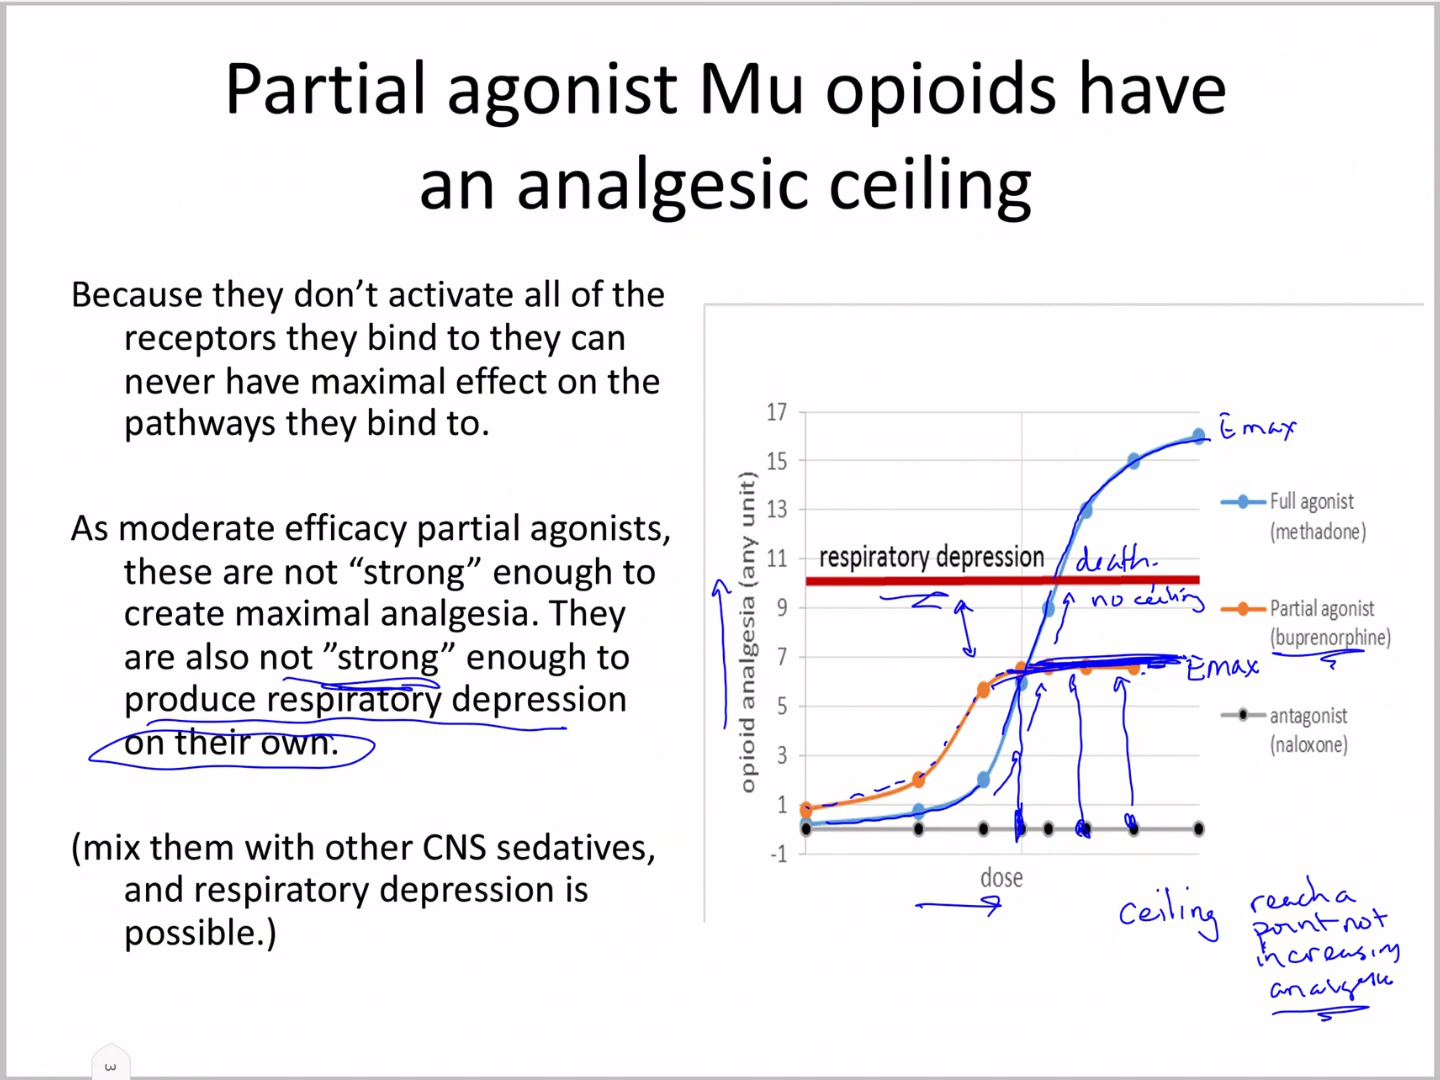 Partial agonist Mu opioids have
an analgesic ceiling
Because they don’t activate all of the
receptors they bind to they can
never have maximal effect on the
pathways they bind to.
As moderate efficacy partial agonists,
these are not “strong” enough to
create maximal analgesia. They
are also not ”strong” enough to
produce respiratory depression
on their own.
(mix them with other CNS sedatives,
and respiratory depression is
possible.)
opioid analgesia (any unit)
17
15
13
11
9
7
5
3
1
-1
respiratory depression
death.
no ceiling
Emax
Emax
dose
Full agonist
(methadone)
Partial agonist
(buprenorphine)
antagonist
(naloxone)
ceiling
reach a
point not
increasing
3